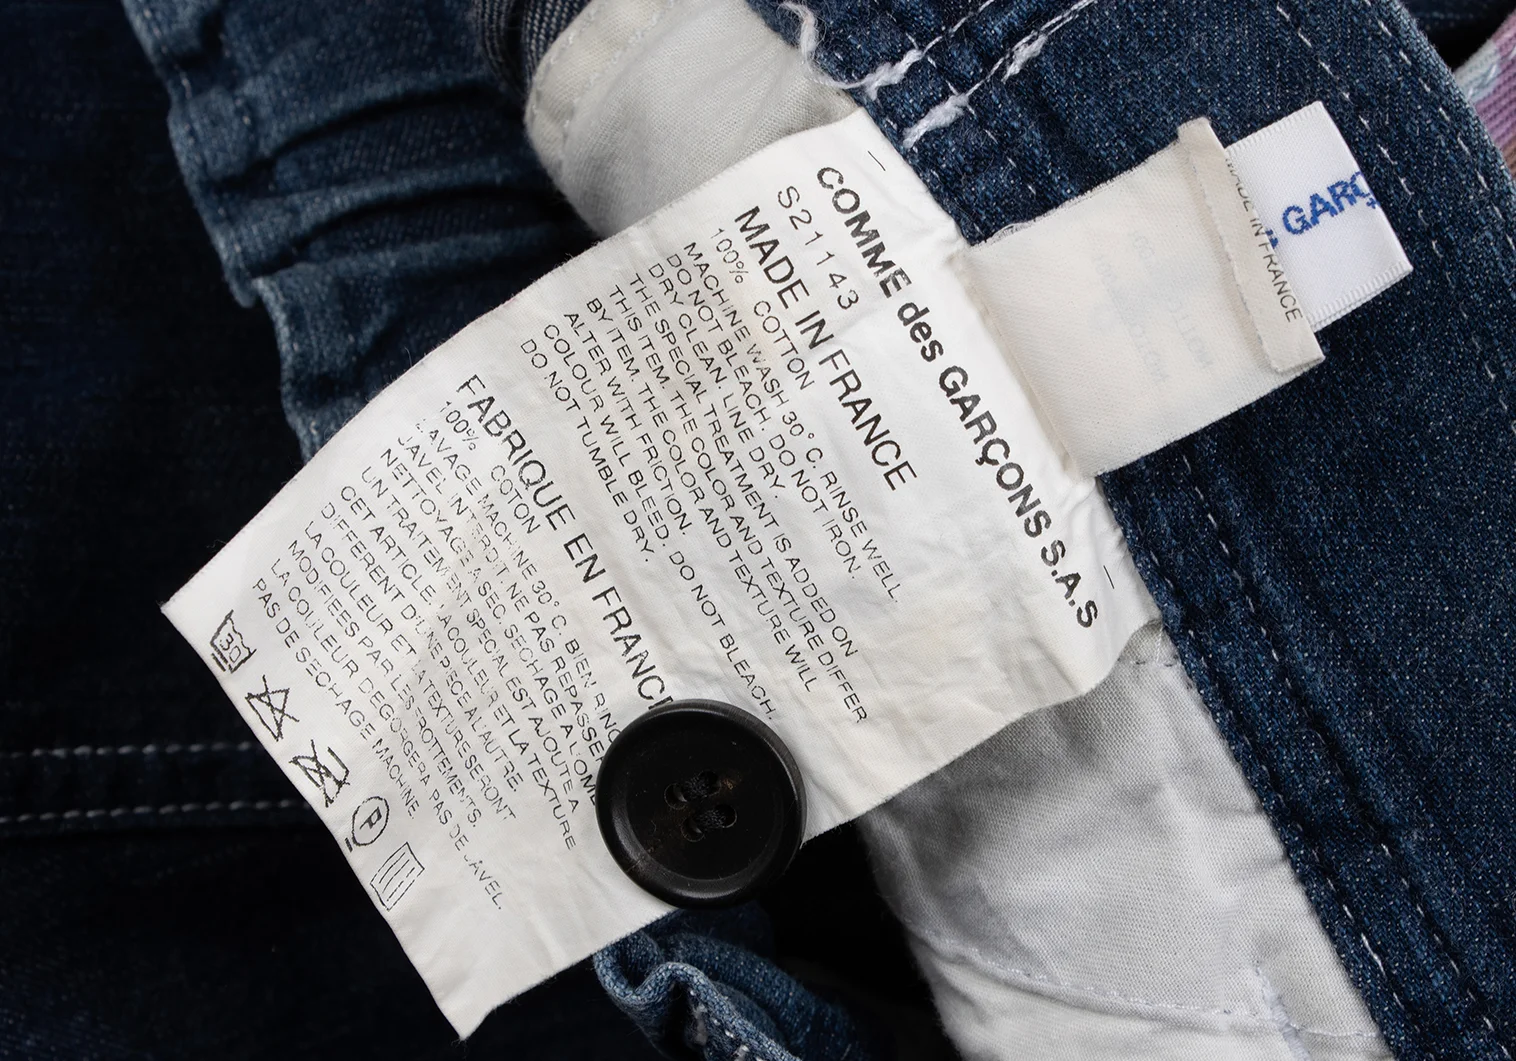 COMME des GARÇONS S.A.S
S21143
MADE IN FRANCE
100% COTTON
MACHINE WASH 30°C. RINSE WELL.
DO NOT BLEACH. DO NOT IRON.
DRY CLEAN. LINE DRY.
THE SPECIAL TREATMENT IS ADDED ON
THIS ITEM. THE COLOR AND TEXTURE DIFFER
BY ITEM. THE COLOR AND TEXTURE WILL
ALTER WITH FRICTION.
COLOUR WILL BLEED. DO NOT BLEACH.
DO NOT TUMBLE DRY.
FABRIQUE EN FRANCE
100% COTON
LAVAGE MACHINE 30°C. BIEN RINC
JAVEL INTERDIT. NE PAS REPASSE
NETTOYAGE A SEC. SECHAGE A L'OM
UN TRAITEMENT SPECIAL EST AJOUTE A
CET ARTICLE. LA COULEUR ET LA TEXTURE
DIFFERENT D'UNE PIECE A L'AUTRE.
LA COULEUR ET LA TEXTURE SERONT
MODIFIES PAR LES FROTTEMENTS.
LA COULEUR DEGORGERA PAS DE JAVEL.
PAS DE SECHAGE MACHINE.
30
P
MADE IN FRANCE
GARÇ